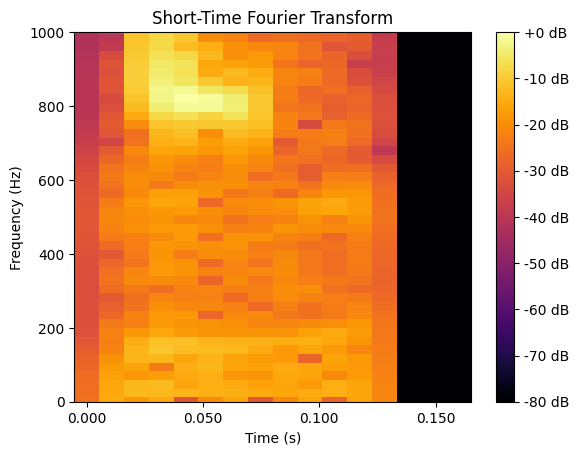 Short-Time Fourier Transform
1000
800
600
400
200
0
Frequency (Hz)
0.000
0.050
0.100
0.150
Time (s)
+0 dB
-10 dB
-20 dB
-30 dB
-40 dB
-50 dB
-60 dB
-70 dB
-80 dB